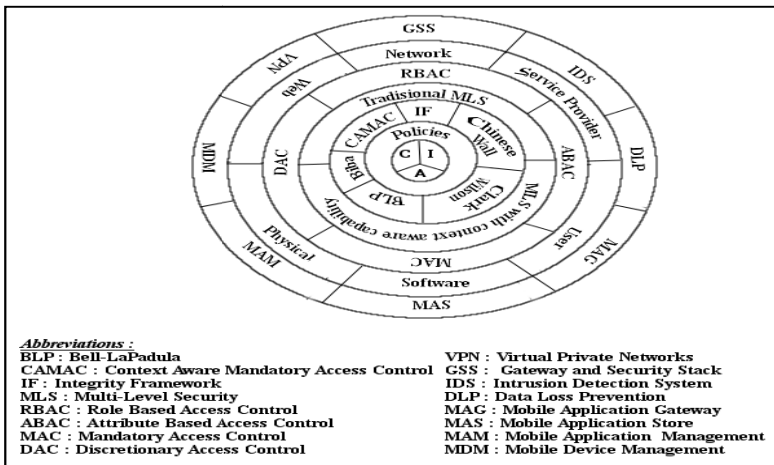 GSS
VPN
IDS
Network
Web
Service Provider
RBAC
Tradisional MLS
CAMAC
IF
Chinese
Wall
Policies
MDM
DAC
Biba
C
I
A
ABAC
DLP
BLP
Clark
Wilson
MLS with context aware capability
Physical
MAC
User
MAM
Software
MAG
MAS
Abbreviations :
BLP : Bell-LaPadula
CAMAC : Context Aware Mandatory Access Control
IF : Integrity Framework
MLS : Multi-Level Security
RBAC : Role Based Access Control
ABAC : Attribute Based Access Control
MAC : Mandatory Access Control
DAC : Discretionary Access Control
VPN : Virtual Private Networks
GSS : Gateway and Security Stack
IDS : Intrusion Detection System
DLP : Data Loss Prevention
MAG : Mobile Application Gateway
MAS : Mobile Application Store
MAM : Mobile Application Management
MDM : Mobile Device Management